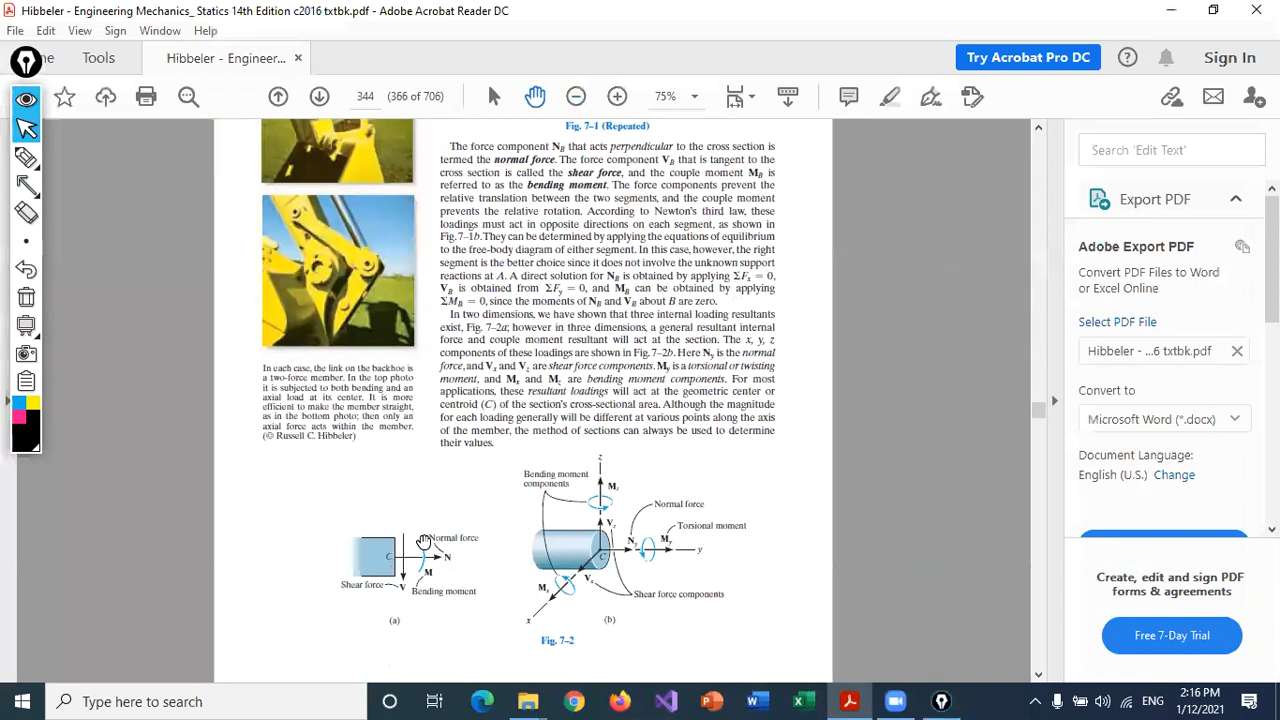 Hibbeler - Engineering Mechanics_ Statics 14th Edition c2016 txtbk.pdf - Adobe Acrobat Reader DC
File Edit View Sign Window Help
me Tools Hibbeler - Engineer... Try Acrobat Pro DC Sign In
344 (366 of 706) 75%
Fig. 7–1 (Repeated)
The force component N_B that acts perpendicular to the cross section is
termed the normal force. The force component V_B that is tangent to the
cross section is called the shear force, and the couple moment M_B is
referred to as the bending moment. The force components prevent the
relative translation between the two segments, and the couple moment
prevents the relative rotation. According to Newton's third law, these
loadings must act in opposite directions on each segment, as shown in
Fig. 7–1b. They can be determined by applying the equations of equilibrium
to the free-body diagram of either segment. In this case, however, the right
segment is the better choice since it does not involve the unknown support
reactions at A. A direct solution for N_B is obtained by applying ΣF_x = 0,
V_B is obtained from ΣF_y = 0, and M_B can be obtained by applying
ΣM_B = 0, since the moments of N_B and V_B about B are zero.
In two dimensions, we have shown that three internal loading resultants
exist, Fig. 7–2a; however in three dimensions, a general resultant internal
force and couple moment resultant will act at the section. The x, y, z
components of these loadings are shown in Fig. 7–2b. Here N_y is the normal
force, and V_x and V_z are shear force components. M_y is a torsional or twisting
moment, and M_x and M_z are bending moment components. For most
applications, these resultant loadings will act at the geometric center or
centroid (C) of the section's cross-sectional area. Although the magnitude
for each loading generally will be different at various points along the axis
of the member, the method of sections can always be used to determine
their values.
In each case, the link on the backhoe is
a two-force member. In the top photo
it is subjected to both bending and an
axial load at its center. It is more
efficient to make the member straight,
as in the bottom photo; then only an
axial force acts within the member.
(© Russell C. Hibbeler)
C
Normal force
N
M
Shear force
V
Bending moment
(a)
z
Bending moment
components
M_z
Normal force
V_z
Torsional moment
N_y
M_y
y
C
V_x
M_x
Shear force components
x
(b)
Fig. 7–2
Search 'Edit Text'
Export PDF
Adobe Export PDF
Convert PDF Files to Word
or Excel Online
Select PDF File
Hibbeler - ...6 txtbk.pdf
Convert to
Microsoft Word (*.docx)
Document Language:
English (U.S.) Change
Create, edit and sign PDF
forms & agreements
Free 7-Day Trial
Type here to search
ENG
2:16 PM
1/12/2021